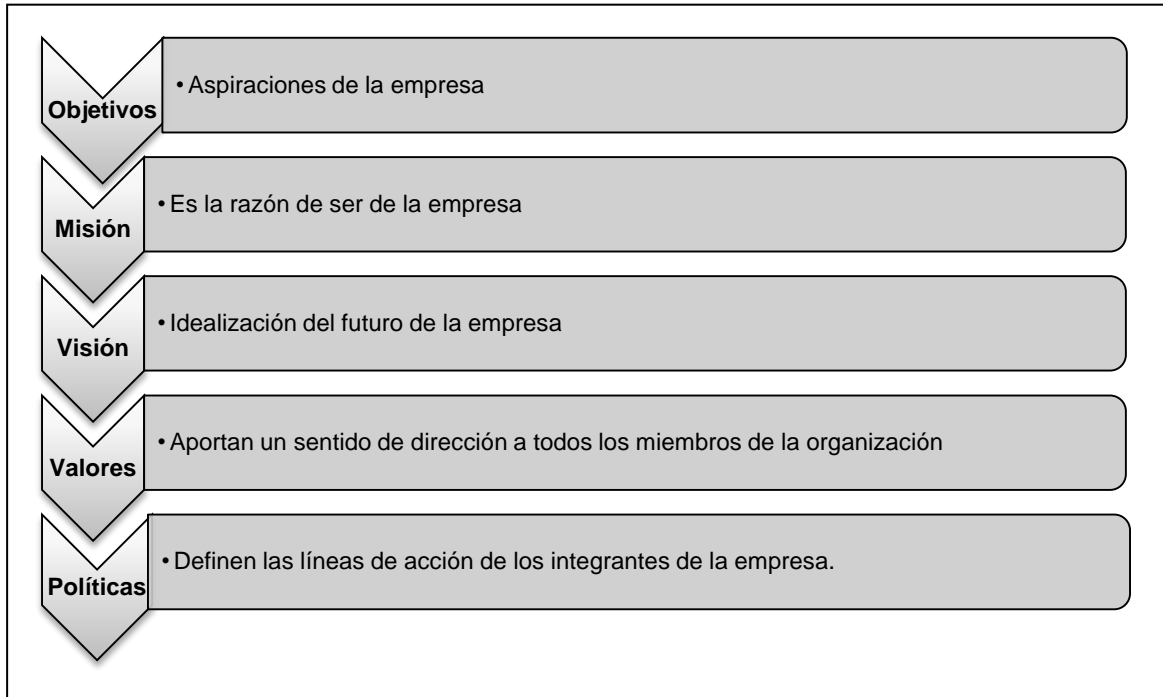 Objetivos
• Aspiraciones de la empresa
Misión
• Es la razón de ser de la empresa
Visión
• Idealización del futuro de la empresa
Valores
• Aportan un sentido de dirección a todos los miembros de la organización
Políticas
• Definen las líneas de acción de los integrantes de la empresa.